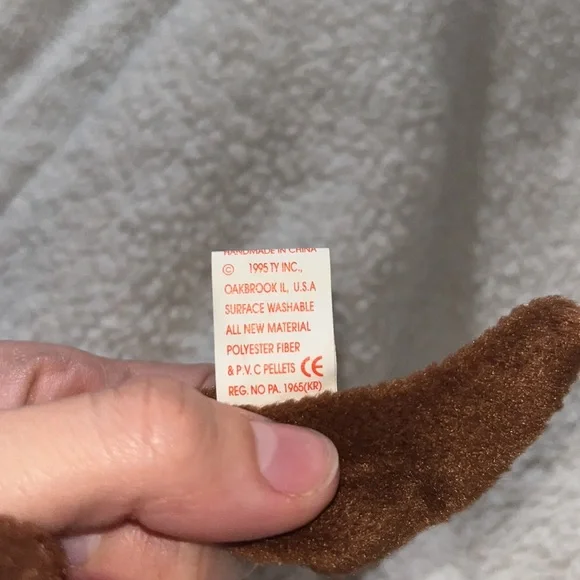 HANDMADE IN CHINA
© 1995 TY INC.,
OAKBROOK IL, U.S.A
SURFACE WASHABLE
ALL NEW MATERIAL
POLYESTER FIBER
& P.V.C PELLETS CE
REG. NO PA. 1965(KR)